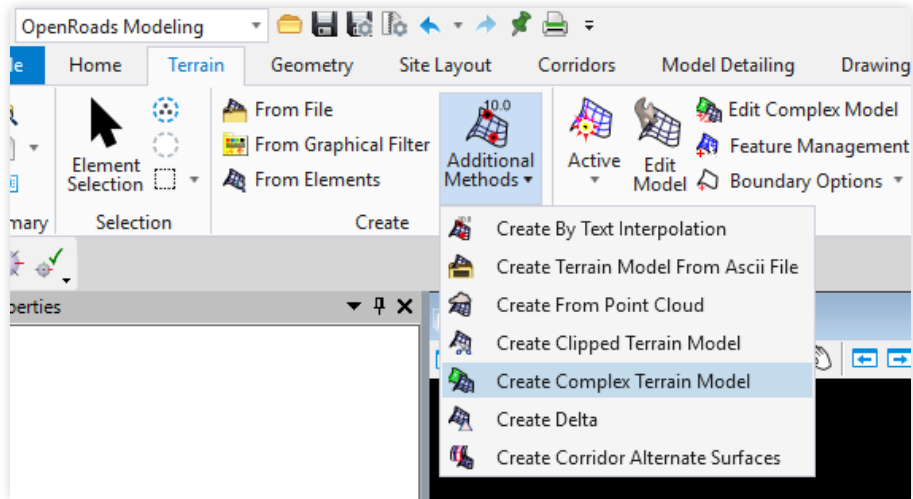 OpenRoads Modeling
Home Terrain Geometry Site Layout Corridors Model Detailing Drawing
From File
From Graphical Filter
From Elements
Element
Selection
10.0
Additional
Methods
Active
Edit
Model
Edit Complex Model
Feature Management
Boundary Options
mary Selection Create
Create By Text Interpolation
Create Terrain Model From Ascii File
Create From Point Cloud
Create Clipped Terrain Model
Create Complex Terrain Model
Create Delta
Create Corridor Alternate Surfaces
perties